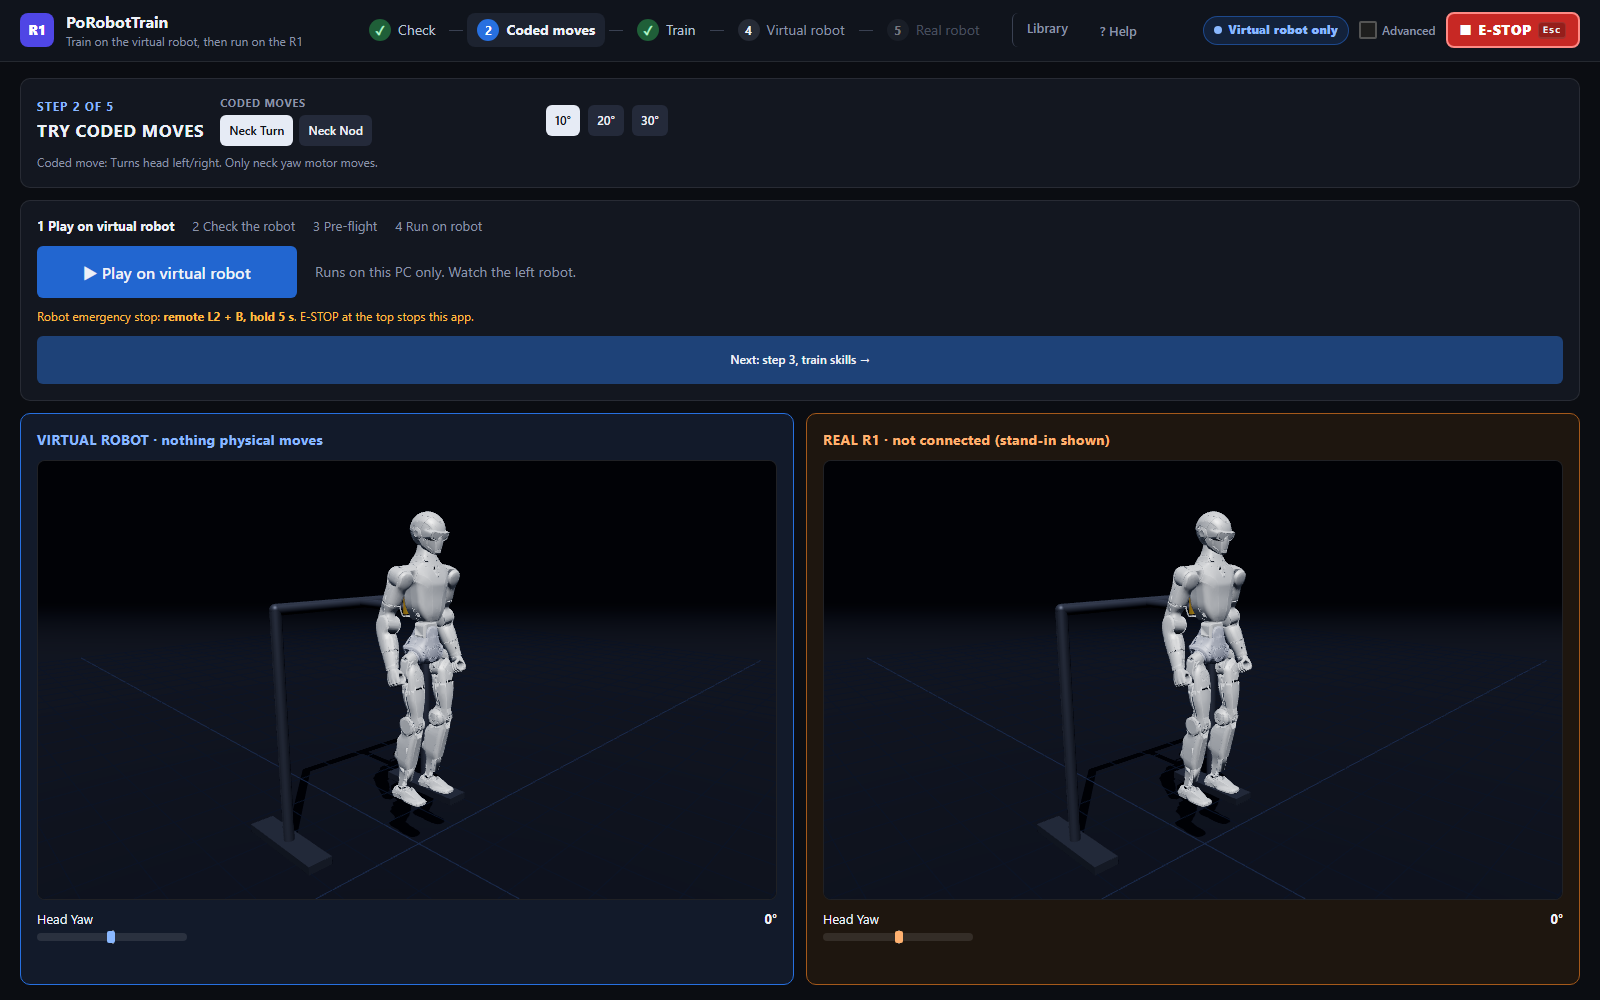 R1
PoRobotTrain
Train on the virtual robot, then run on the R1
✓ Check
2 Coded moves
✓ Train
4 Virtual robot
5 Real robot
Library
? Help
Virtual robot only
Advanced
E-STOP Esc
STEP 2 OF 5
TRY CODED MOVES
CODED MOVES
Neck Turn
Neck Nod
10°
20°
30°
Coded move: Turns head left/right. Only neck yaw motor moves.
1 Play on virtual robot
2 Check the robot
3 Pre-flight
4 Run on robot
▶ Play on virtual robot
Runs on this PC only. Watch the left robot.
Robot emergency stop: remote L2 + B, hold 5 s. E-STOP at the top stops this app.
Next: step 3, train skills →
VIRTUAL ROBOT · nothing physical moves
Head Yaw
0°
REAL R1 · not connected (stand-in shown)
Head Yaw
0°